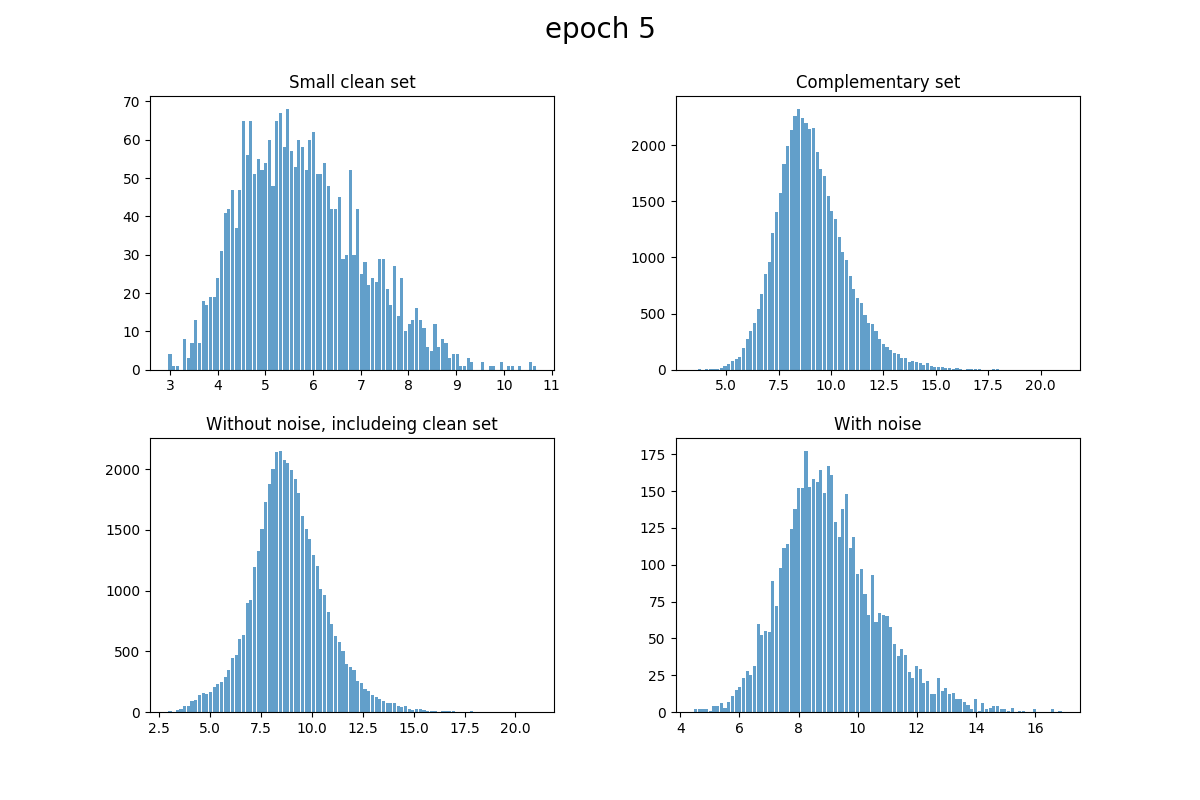 epoch 5
Small clean set
70
60
50
40
30
20
10
0
3 4 5 6 7 8 9 10 11
Complementary set
2000
1500
1000
500
0
5.0 7.5 10.0 12.5 15.0 17.5 20.0
Without noise, includeing clean set
2000
1500
1000
500
0
2.5 5.0 7.5 10.0 12.5 15.0 17.5 20.0
With noise
175
150
125
100
75
50
25
0
4 6 8 10 12 14 16